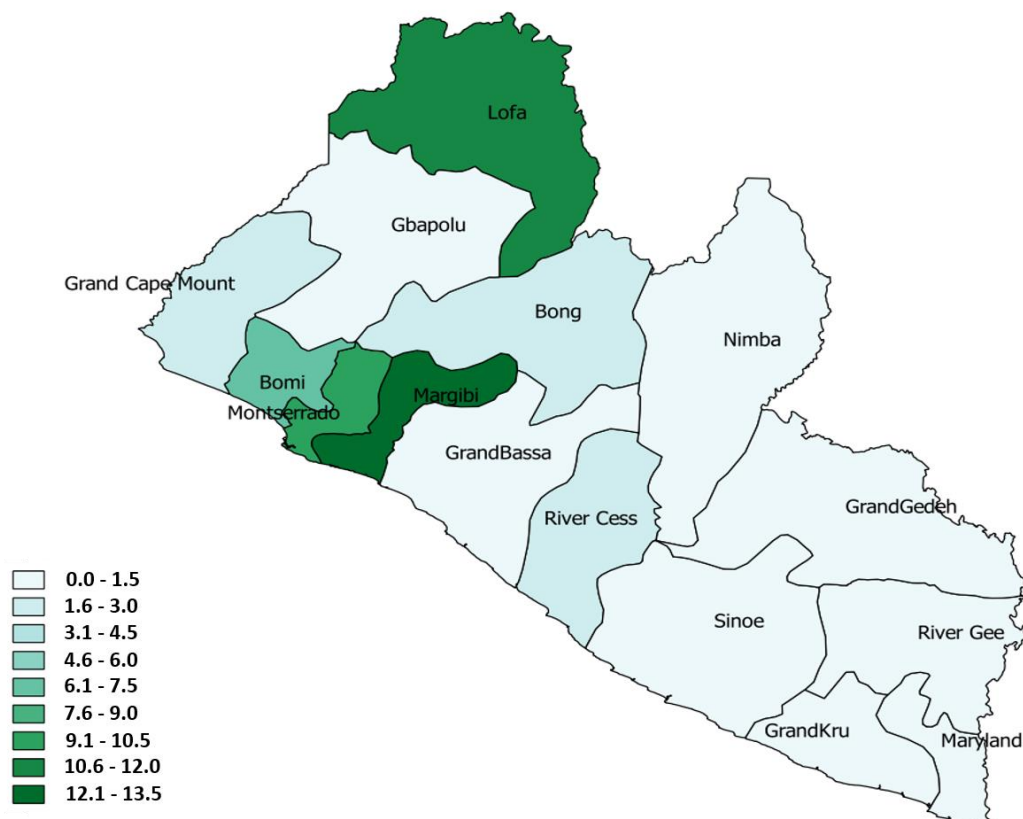 Lofa
Gbapolu
Grand Cape Mount
Bong
Nimba
Bomi
Margibi
Montserrado
GrandBassa
GrandGedeh
River Cess
Sinoe
River Gee
GrandKru
Maryland
0.0 - 1.5
1.6 - 3.0
3.1 - 4.5
4.6 - 6.0
6.1 - 7.5
7.6 - 9.0
9.1 - 10.5
10.6 - 12.0
12.1 - 13.5